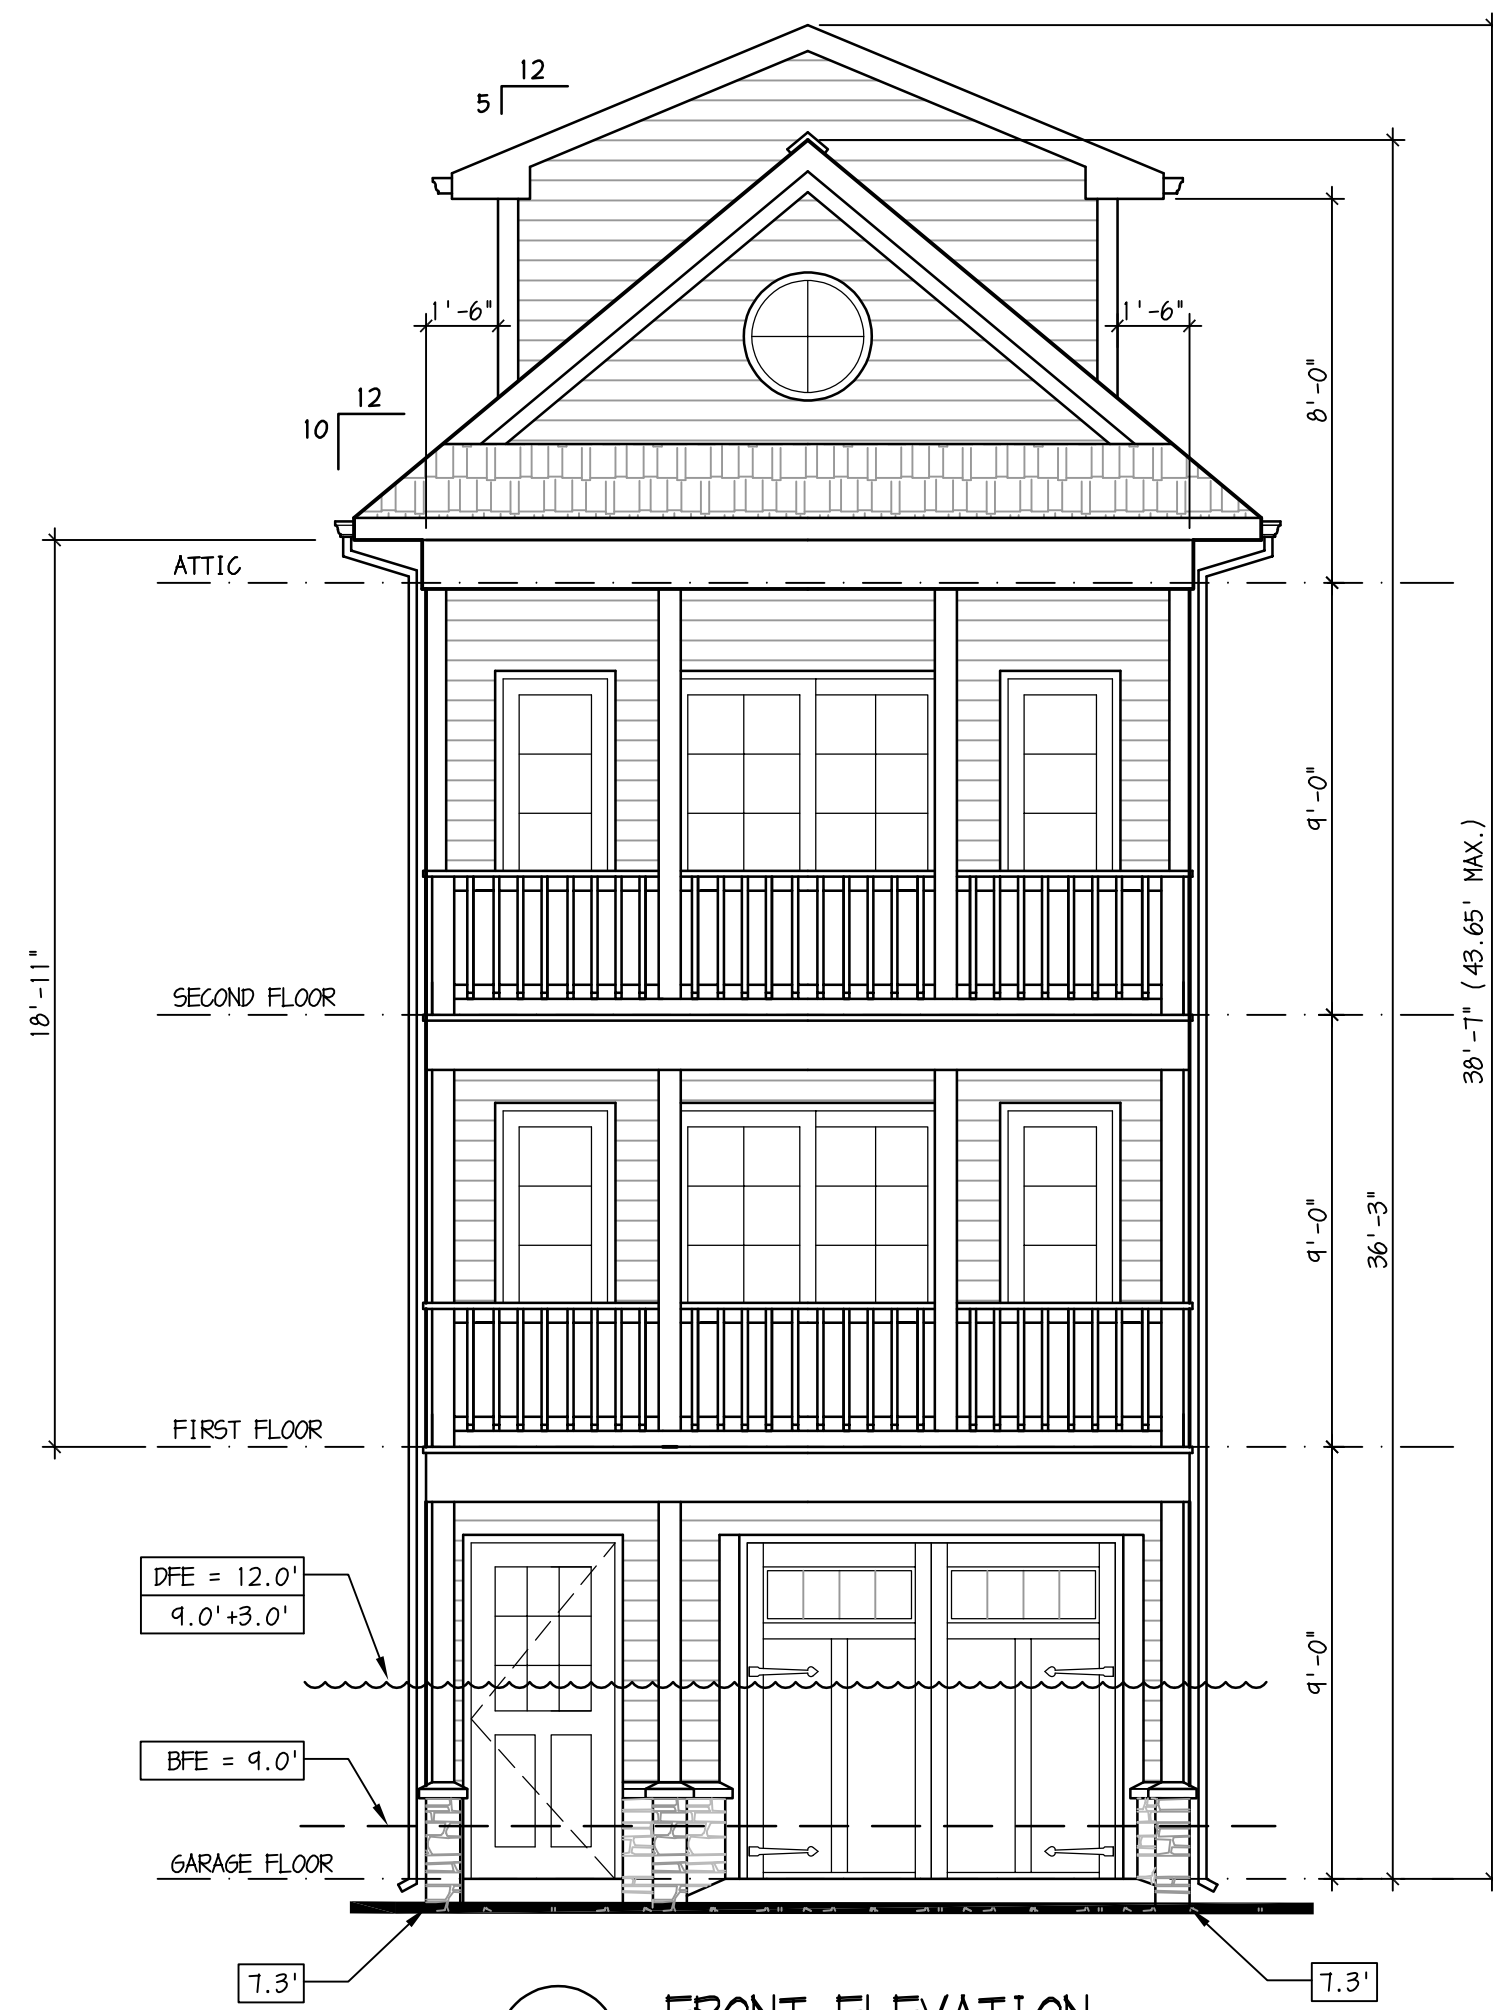 12
5
1'-6"
1'-6"
8'-0"
12
10
ATTIC
9'-0"
38'-7" (43.65' MAX.)
18'-11"
SECOND FLOOR
9'-0"
36'-3"
FIRST FLOOR
DFE = 12.0'
9.0'+3.0'
9'-0"
BFE = 9.0'
GARAGE FLOOR
7.3'
7.3'
FRONT ELEVATION